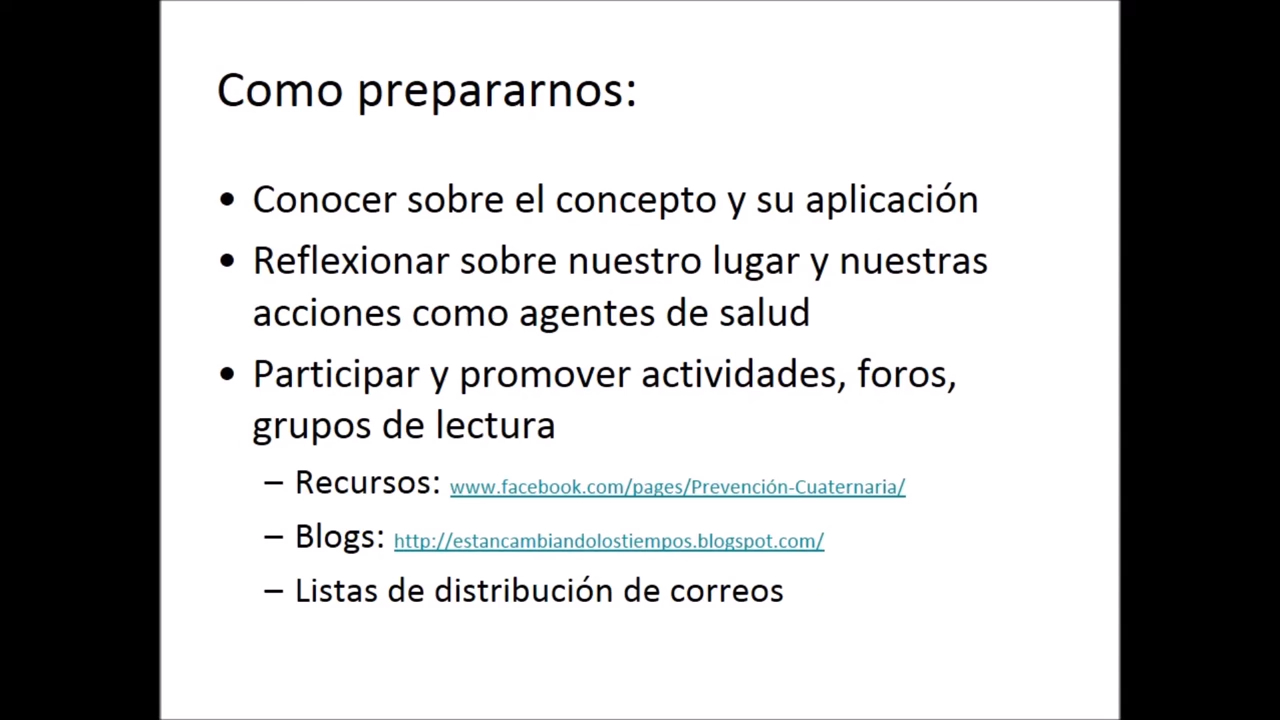 Como prepararnos:
• Conocer sobre el concepto y su aplicación
• Reflexionar sobre nuestro lugar y nuestras
acciones como agentes de salud
• Participar y promover actividades, foros,
grupos de lectura
– Recursos: www.facebook.com/pages/Prevención-Cuaternaria/
– Blogs: http://estancambiandolostiempos.blogspot.com/
– Listas de distribución de correos